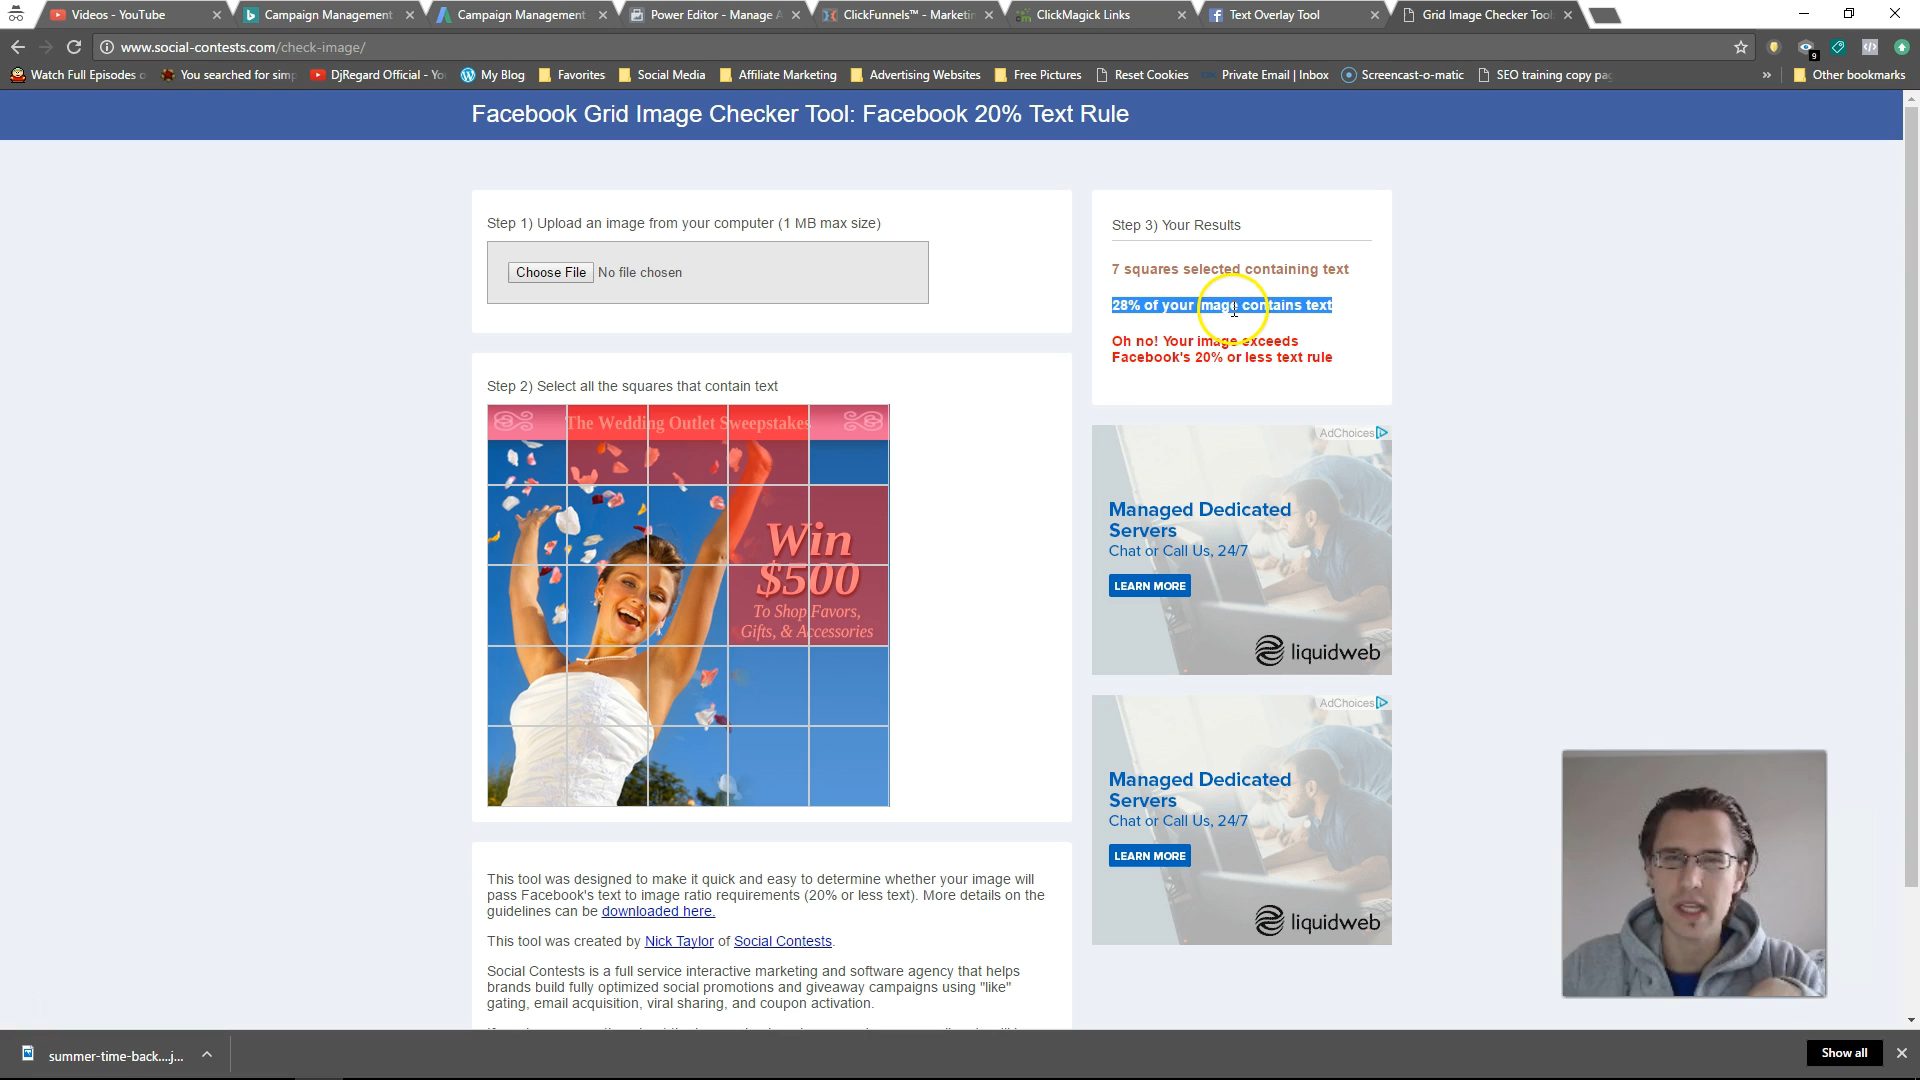 Videos - YouTube
Campaign Management
Campaign Management
Power Editor - Manage A
ClickFunnels™ - Marketin
ClickMagick Links
Text Overlay Tool
Grid Image Checker Tool
www.social-contests.com/check-image/
9
Watch Full Episodes o
You searched for simp
DjRegard Official - Yo
My Blog
Favorites
Social Media
Affiliate Marketing
Advertising Websites
Free Pictures
Reset Cookies
Private Email | Inbox
Screencast-o-matic
SEO training copy pag
»
Other bookmarks
Facebook Grid Image Checker Tool: Facebook 20% Text Rule
Step 1) Upload an image from your computer (1 MB max size)
Choose File No file chosen
Step 2) Select all the squares that contain text
The Wedding Outlet Sweepstakes
Win
$500
To Shop Favors,
Gifts, & Accessories
This tool was designed to make it quick and easy to determine whether your image will
pass Facebook's text to image ratio requirements (20% or less text). More details on the
guidelines can be downloaded here.
This tool was created by Nick Taylor of Social Contests.
Social Contests is a full service interactive marketing and software agency that helps
brands build fully optimized social promotions and giveaway campaigns using "like"
gating, email acquisition, viral sharing, and coupon activation.
Step 3) Your Results
7 squares selected containing text
28% of your image contains text
Oh no! Your image exceeds
Facebook's 20% or less text rule
AdChoices
Managed Dedicated
Servers
Chat or Call Us, 24/7
LEARN MORE
liquidweb
AdChoices
Managed Dedicated
Servers
Chat or Call Us, 24/7
LEARN MORE
liquidweb
summer-time-back....j...
Show all